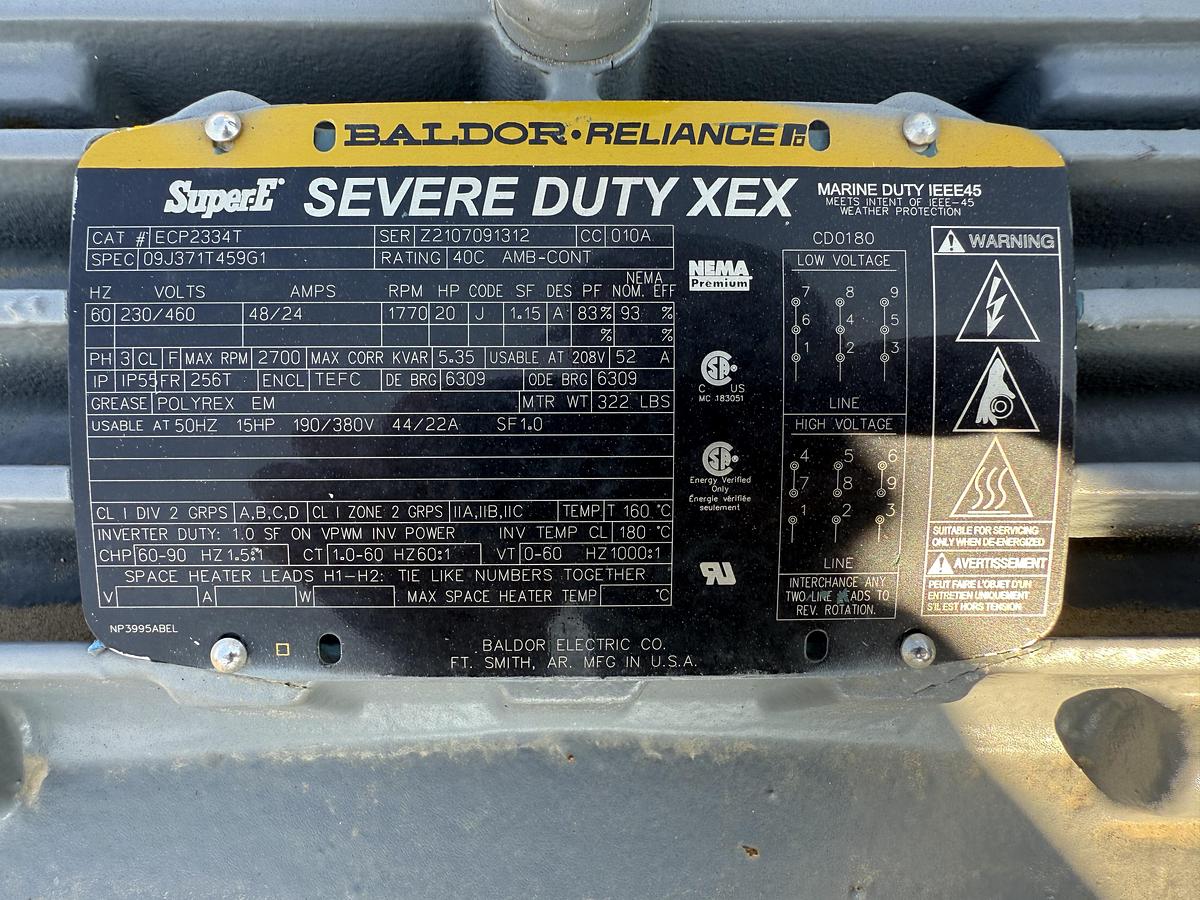 BALDOR·RELIANCE
Super-E® SEVERE DUTY XEX
MARINE DUTY IEEE45
MEETS INTENT OF IEEE-45
WEATHER PROTECTION
CAT # ECP2334T SER Z2107091312 CC 010A
SPEC 09J371T459G1 RATING 40C AMB-CONT
HZ VOLTS AMPS RPM HP CODE SF DES PF NEMA NOM. EFF
60 230/460 48/24 1770 20 J 1.15 A 83 % 93 %
% %
PH 3 CL F MAX RPM 2700 MAX CORR KVAR 5.35 USABLE AT 208V 52 A
IP IP55 FR 256T ENCL TEFC DE BRG 6309 ODE BRG 6309
GREASE POLYREX EM MTR WT 322 LBS
USABLE AT 50HZ 15HP 190/380V 44/22A SF1.0
CL I DIV 2 GRPS A,B,C,D CL I ZONE 2 GRPS IIA,IIB,IIC TEMP T 160 °C
INVERTER DUTY: 1.0 SF ON VPWM INV POWER INV TEMP CL 180 °C
CHP 60-90 HZ 1.5:1 CT 1.0-60 HZ 60:1 VT 0-60 HZ 1000:1
SPACE HEATER LEADS H1-H2: TIE LIKE NUMBERS TOGETHER
V A W MAX SPACE HEATER TEMP °C
NP3995ABEL
BALDOR ELECTRIC CO.
FT. SMITH, AR. MFG IN U.S.A.
NEMA
Premium
C US
MC 183051
Energy Verified
Only
Énergie vérifiée
seulement
CD0180
LOW VOLTAGE
7 8 9
6 4 5
1 2 3
LINE
HIGH VOLTAGE
4 5 6
7 8 9
1 2 3
LINE
INTERCHANGE ANY
TWO LINE LEADS TO
REV. ROTATION.
WARNING
SUITABLE FOR SERVICING
ONLY WHEN DE-ENERGIZED
AVERTISSEMENT
PEUT FAIRE L'OBJET D'UN
ENTRETIEN UNIQUEMENT
S'IL EST HORS TENSION